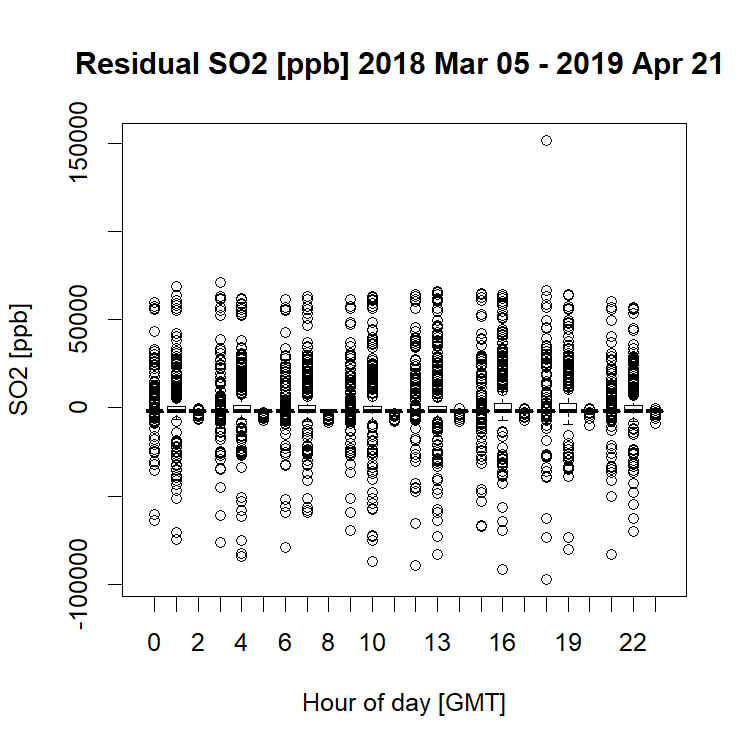 Residual SO2 [ppb] 2018 Mar 05 - 2019 Apr 21
SO2 [ppb]
150000
50000
0
-100000
0 2 4 6 8 10 13 16 19 22
Hour of day [GMT]